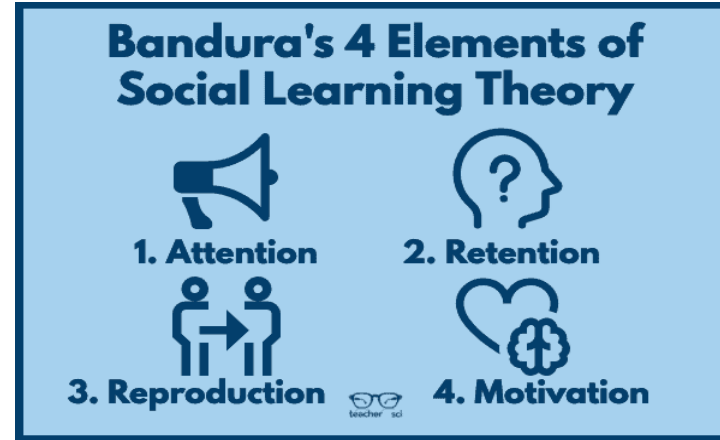 Bandura's 4 Elements of
Social Learning Theory
?
1. Attention
2. Retention
3. Reproduction
4. Motivation
teacher sci